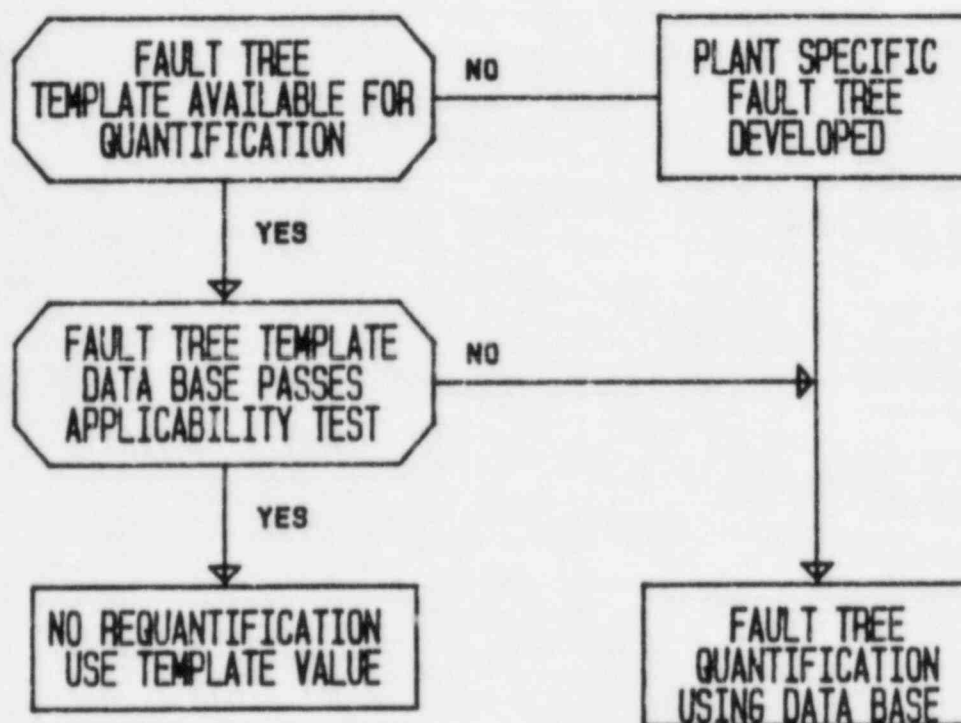 FAULT TREE
TEMPLATE AVAILABLE FOR
QUANTIFICATION
NO
PLANT SPECIFIC
FAULT TREE
DEVELOPED
YES
FAULT TREE TEMPLATE
DATA BASE PASSES
APPLICABILITY TEST
NO
YES
NO REQUANTIFICATION
USE TEMPLATE VALUE
FAULT TREE
QUANTIFICATION
USING DATA BASE